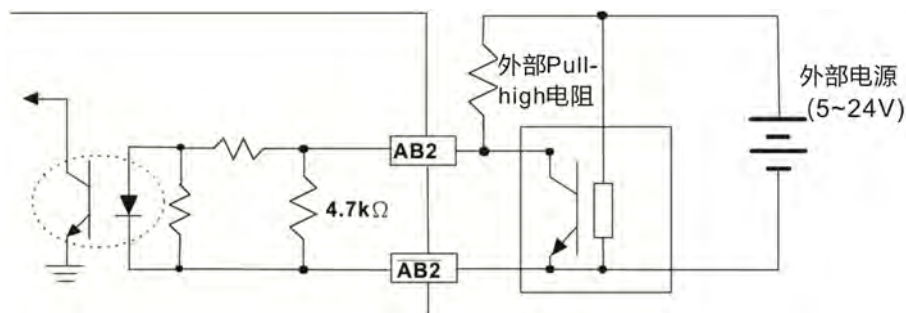 外部Pull-
high电阻
外部电源
(5~24V)
AB2
4.7kΩ
A̅B̅2̅